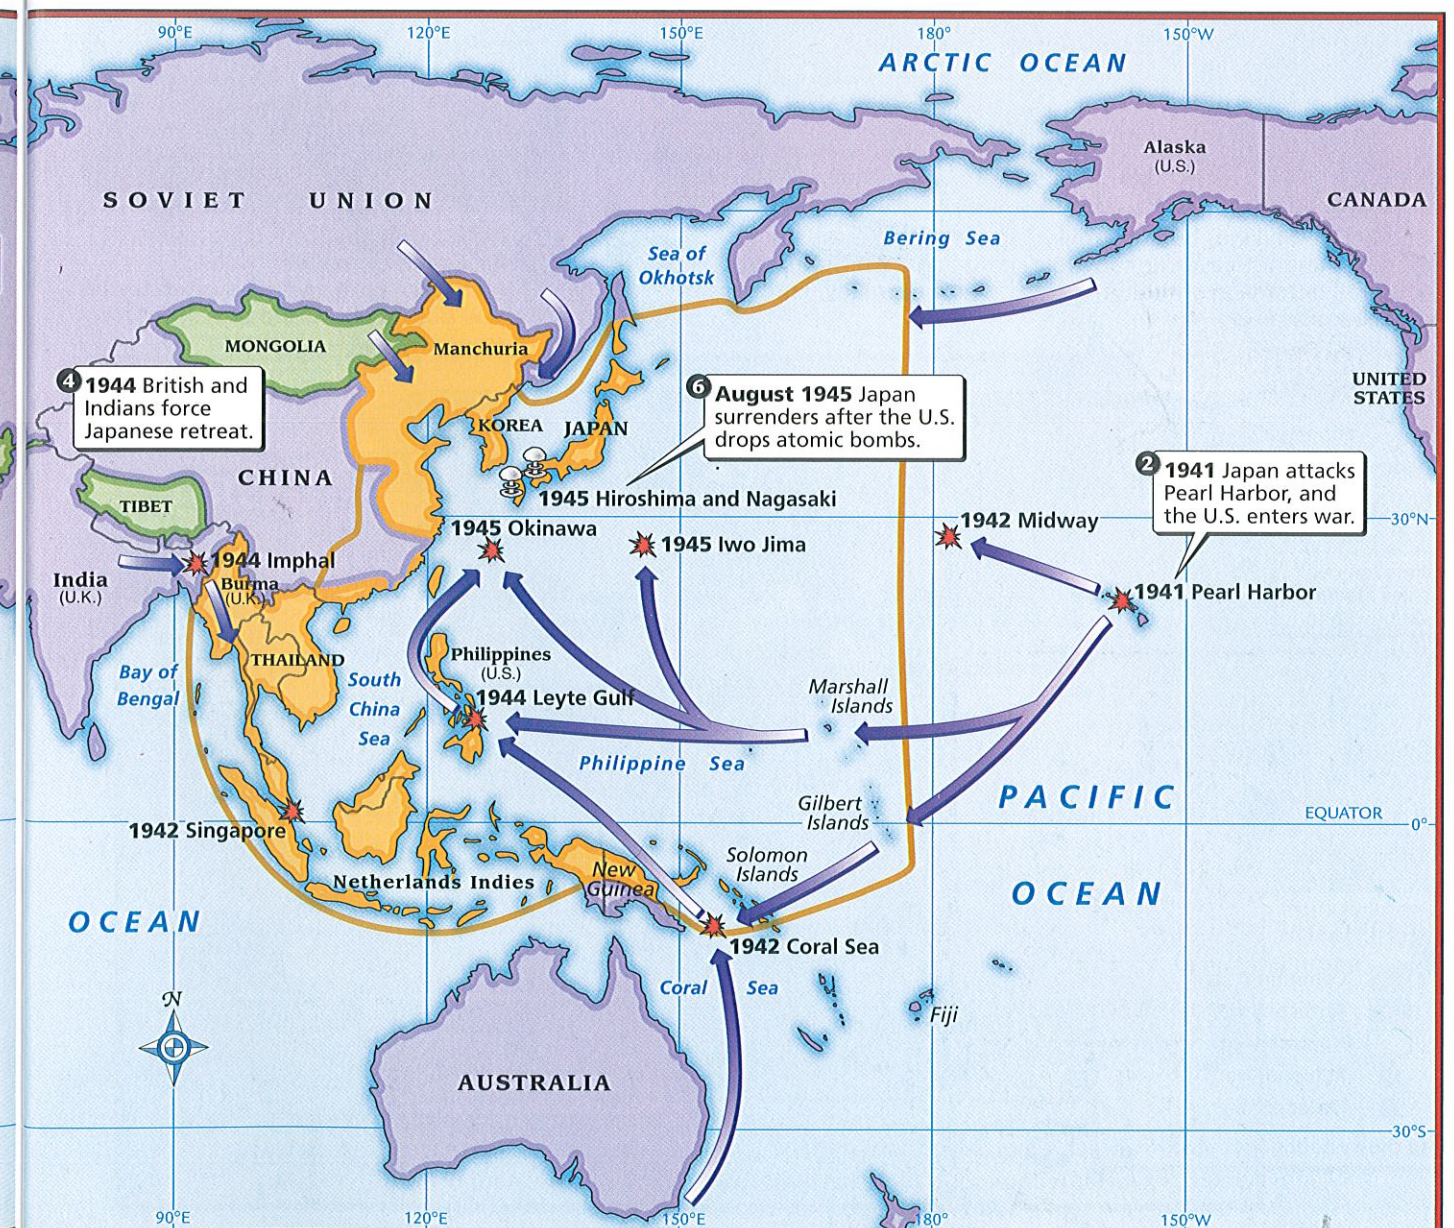 90°E
120°E
150°E
180°
150°W
ARCTIC OCEAN
Alaska
(U.S.)
SOVIET UNION
CANADA
Bering Sea
Sea of
Okhotsk
MONGOLIA
Manchuria
4 1944 British and
Indians force
Japanese retreat.
6 August 1945 Japan
surrenders after the U.S.
drops atomic bombs.
UNITED
STATES
KOREA
JAPAN
CHINA
2 1941 Japan attacks
Pearl Harbor, and
the U.S. enters war.
TIBET
1945 Hiroshima and Nagasaki
30°N
1945 Okinawa
1942 Midway
1945 Iwo Jima
1944 Imphal
India
(U.K.)
Burma
(U.K.)
1941 Pearl Harbor
THAILAND
Philippines
(U.S.)
Bay of
Bengal
South
China
Sea
1944 Leyte Gulf
Marshall
Islands
Philippine Sea
PACIFIC
Gilbert
Islands
EQUATOR
0°
1942 Singapore
Solomon
Islands
New
Guinea
Netherlands Indies
OCEAN
OCEAN
1942 Coral Sea
Coral Sea
N
Fiji
AUSTRALIA
30°S
90°E
120°E
150°E
180°
150°W